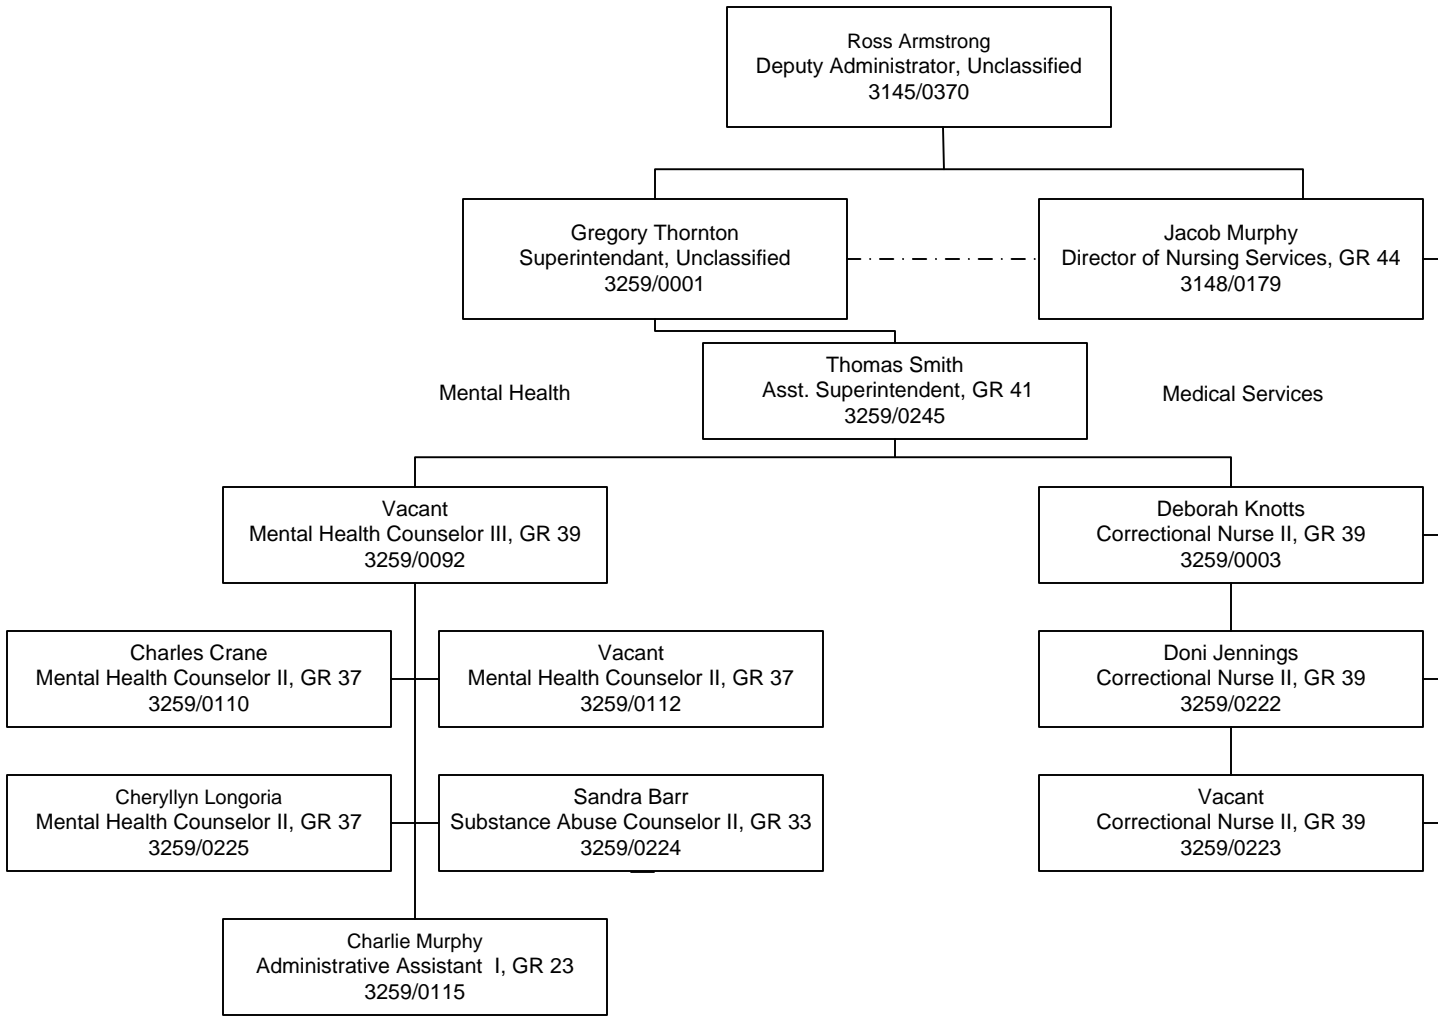 Ross Armstrong
Deputy Administrator, Unclassified
3145/0370
Gregory Thornton
Superintendant, Unclassified
3259/0001
Jacob Murphy
Director of Nursing Services, GR 44
3148/0179
Thomas Smith
Asst. Superintendent, GR 41
3259/0245
Mental Health
Medical Services
Vacant
Mental Health Counselor III, GR 39
3259/0092
Deborah Knotts
Correctional Nurse II, GR 39
3259/0003
Charles Crane
Mental Health Counselor II, GR 37
3259/0110
Vacant
Mental Health Counselor II, GR 37
3259/0112
Doni Jennings
Correctional Nurse II, GR 39
3259/0222
Cheryllyn Longoria
Mental Health Counselor II, GR 37
3259/0225
Sandra Barr
Substance Abuse Counselor II, GR 33
3259/0224
Vacant
Correctional Nurse II, GR 39
3259/0223
Charlie Murphy
Administrative Assistant  I, GR 23
3259/0115